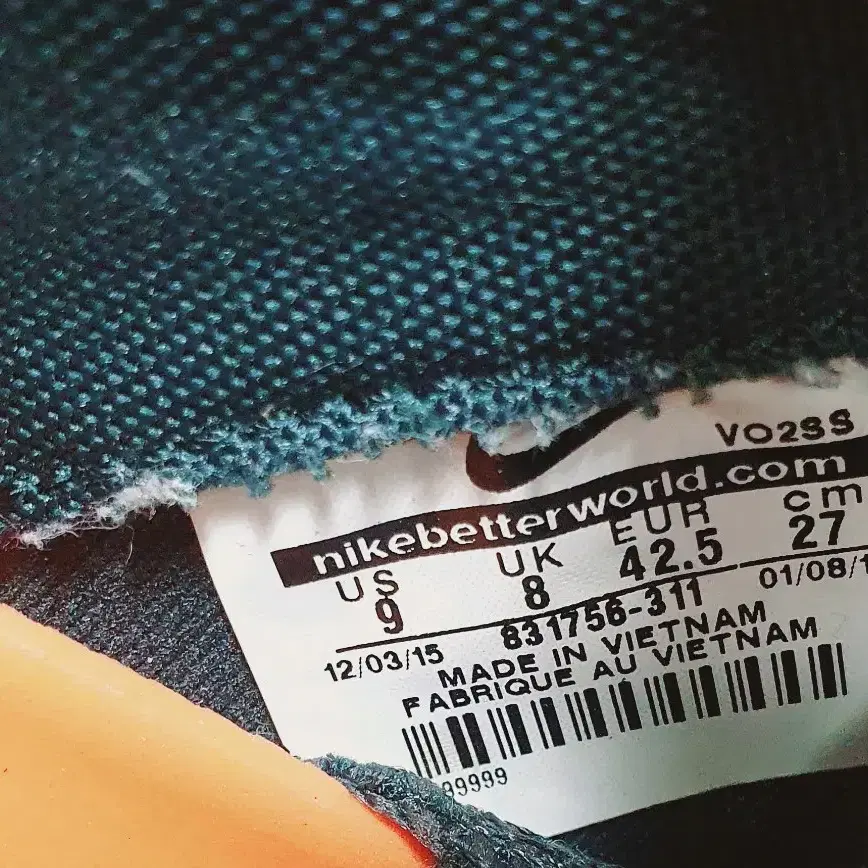 VO2SS
nikebetterworld.com
US UK EUR cm
9 8 42.5 27
831756-311
12/03/15 01/08/1
MADE IN VIETNAM
FABRIQUE AU VIETNAM
99999